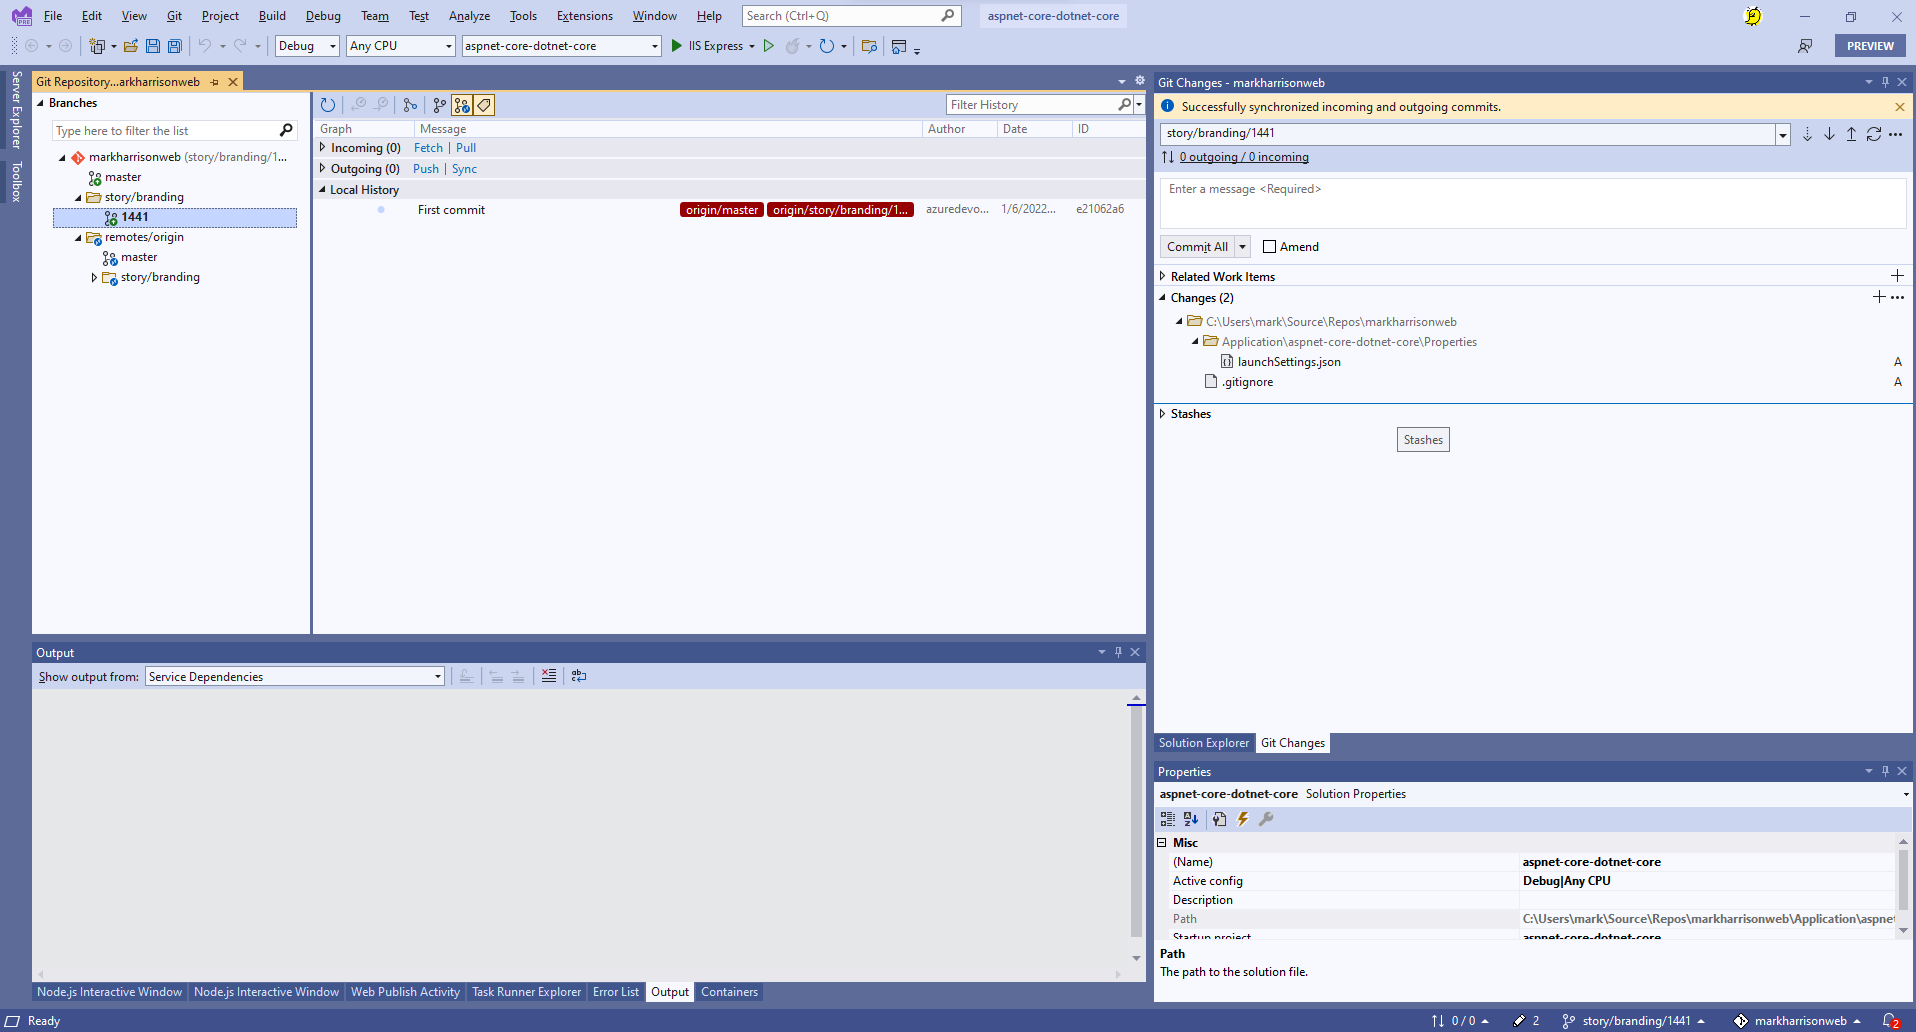 File Edit View Git Project Build Debug Team Test Analyze Tools Extensions Window Help Search (Ctrl+Q) aspnet-core-dotnet-core
Debug Any CPU aspnet-core-dotnet-core IIS Express PREVIEW
Server Explorer
Toolbox
Git Repository...arkharrisonweb
Branches
Type here to filter the list
markharrisonweb (story/branding/1...
master
story/branding
1441
remotes/origin
master
story/branding
Filter History
Graph Message Author Date ID
Incoming (0) Fetch | Pull
Outgoing (0) Push | Sync
Local History
First commit origin/master origin/story/branding/1... azuredevo... 1/6/2022... e21062a6
Git Changes - markharrisonweb
Successfully synchronized incoming and outgoing commits.
story/branding/1441
0 outgoing / 0 incoming
Enter a message <Required>
Commit All Amend
Related Work Items
Changes (2)
C:\Users\mark\Source\Repos\markharrisonweb
Application\aspnet-core-dotnet-core\Properties
launchSettings.json A
.gitignore A
Stashes
Stashes
Solution Explorer Git Changes
Output
Show output from: Service Dependencies
Node.js Interactive Window Node.js Interactive Window Web Publish Activity Task Runner Explorer Error List Output Containers
Properties
aspnet-core-dotnet-core Solution Properties
Misc
(Name) aspnet-core-dotnet-core
Active config Debug|Any CPU
Description
Path C:\Users\mark\Source\Repos\markharrisonweb\Application\aspnet
Startup project aspnet-core-dotnet-core
Path
The path to the solution file.
Ready 0 / 0 2 story/branding/1441 markharrisonweb 2